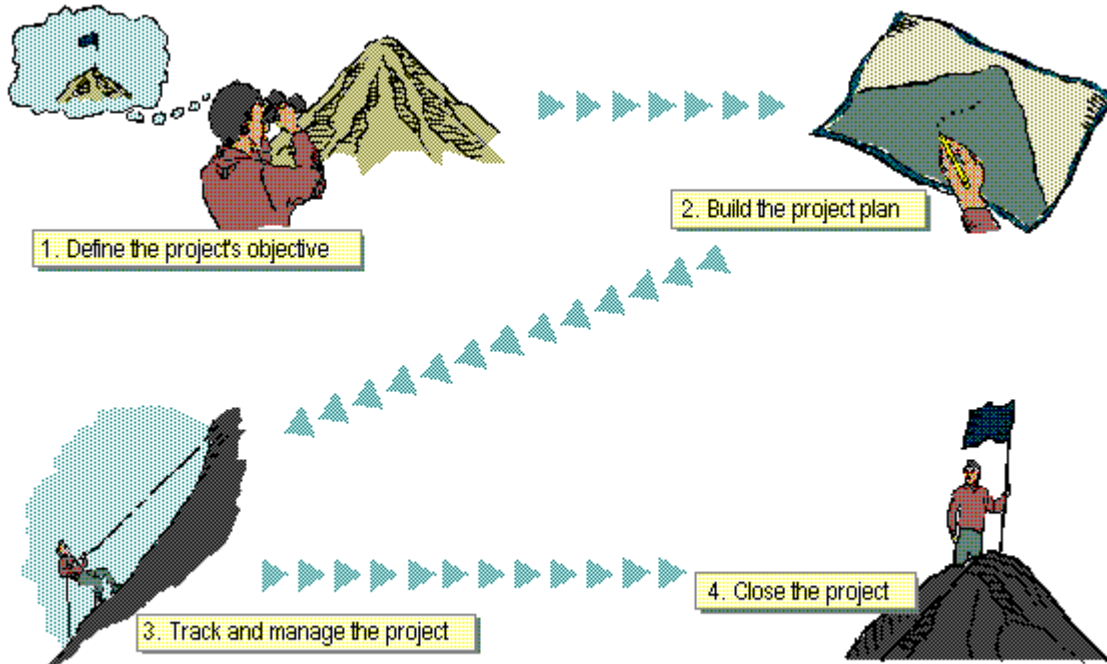 1. Define the project's objective
2. Build the project plan
3. Track and manage the project
4. Close the project